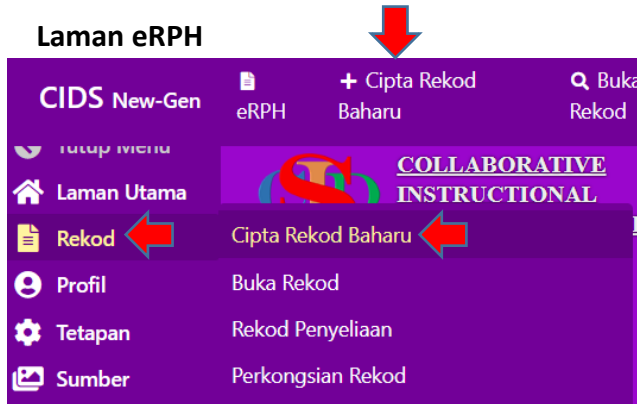 Laman eRPH
CIDS New-Gen
eRPH
+ Cipta Rekod
Baharu
Buka
Rekod
Tutup Menu
COLLABORATIVE
INSTRUCTIONAL
Laman Utama
Rekod
Cipta Rekod Baharu
Profil
Buka Rekod
Tetapan
Rekod Penyeliaan
Sumber
Perkongsian Rekod